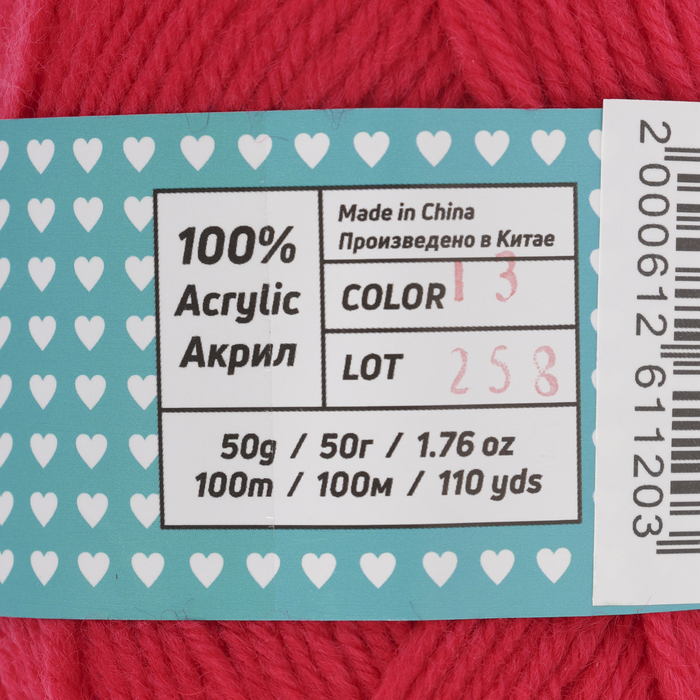 100%
Acrylic
Акрил
Made in China
Произведено в Китае
COLOR 13
LOT 258
50g / 50г / 1.76 oz
100m / 100м / 110 yds
2 000612 611203